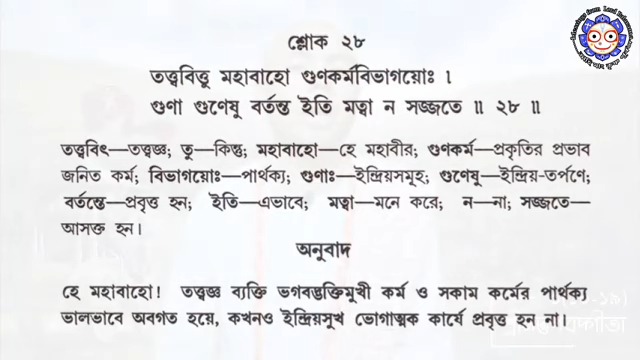 শ্লোক ২৮
তত্ত্ববিত্তু মহাবাহো গুণকর্মবিভাগয়োঃ ।
গুণা গুণেষু বর্তন্ত ইতি মত্বা ন সজ্জতে ॥ ২৮ ॥
তত্ত্ববিৎ—তত্ত্বজ্ঞ; তু—কিন্তু; মহাবাহো—হে মহাবীর; গুণকর্ম—প্রকৃতির প্রভাব
জনিত কর্ম; বিভাগয়োঃ—পার্থক্য; গুণাঃ—ইন্দ্রিয়সমূহ; গুণেষু—ইন্দ্রিয়-তর্পণে;
বর্তন্তে—প্রবৃত্ত হন; ইতি—এভাবে; মত্বা—মনে করে; ন—না; সজ্জতে—
আসক্ত হন।
অনুবাদ
হে মহাবাহো! তত্ত্বজ্ঞ ব্যক্তি ভগবদ্ভক্তিমুখী কর্ম ও সকাম কর্মের পার্থক্য
ভালভাবে অবগত হয়ে, কখনও ইন্দ্রিয়সুখ ভোগাত্মক কার্যে প্রবৃত্ত হন না।